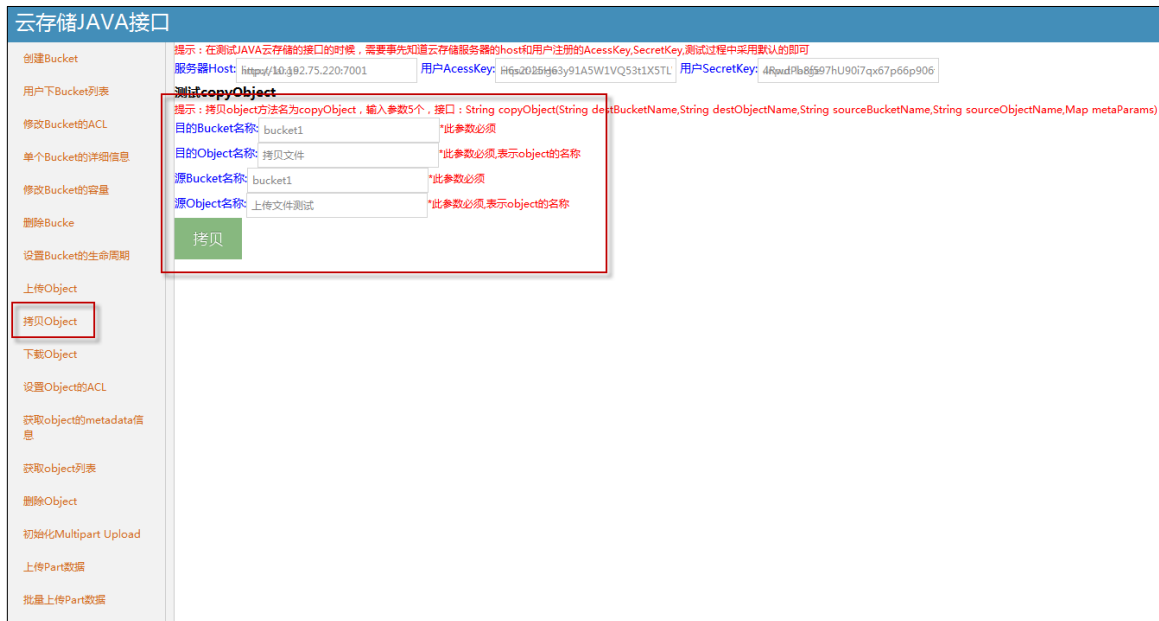 云存储JAVA接口
创建Bucket
用户下Bucket列表
修改Bucket的ACL
单个Bucket的详细信息
修改Bucket的容量
删除Bucke
设置Bucket的生命周期
上传Object
拷贝Object
下载Object
设置Object的ACL
获取object的metadata信
息
获取object列表
删除Object
初始化Multipart Upload
上传Part数据
批量上传Part数据
提示：在测试JAVA云存储的接口的时候，需要事先知道云存储服务器的host和用户注册的AcessKey,SecretKey,测试过程中采用默认的即可
服务器Host: 用户AcessKey: 用户SecretKey:
测试copyObject
提示：拷贝object方法名为copyObject，输入参数5个，接口：String copyObject(String destBucketName,String destObjectName,String sourceBucketName,String sourceObjectName,Map metaParams)
目的Bucket名称: bucket1 *此参数必须
目的Object名称: 拷贝文件 *此参数必须,表示object的名称
源Bucket名称: bucket1 *此参数必须
源Object名称: 上传文件测试 *此参数必须,表示object的名称
拷贝